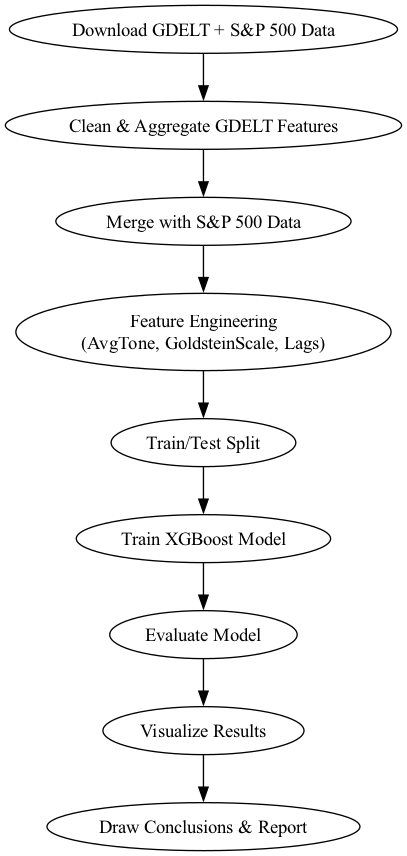 Download GDELT + S&P 500 Data
Clean & Aggregate GDELT Features
Merge with S&P 500 Data
Feature Engineering
(AvgTone, GoldsteinScale, Lags)
Train/Test Split
Train XGBoost Model
Evaluate Model
Visualize Results
Draw Conclusions & Report